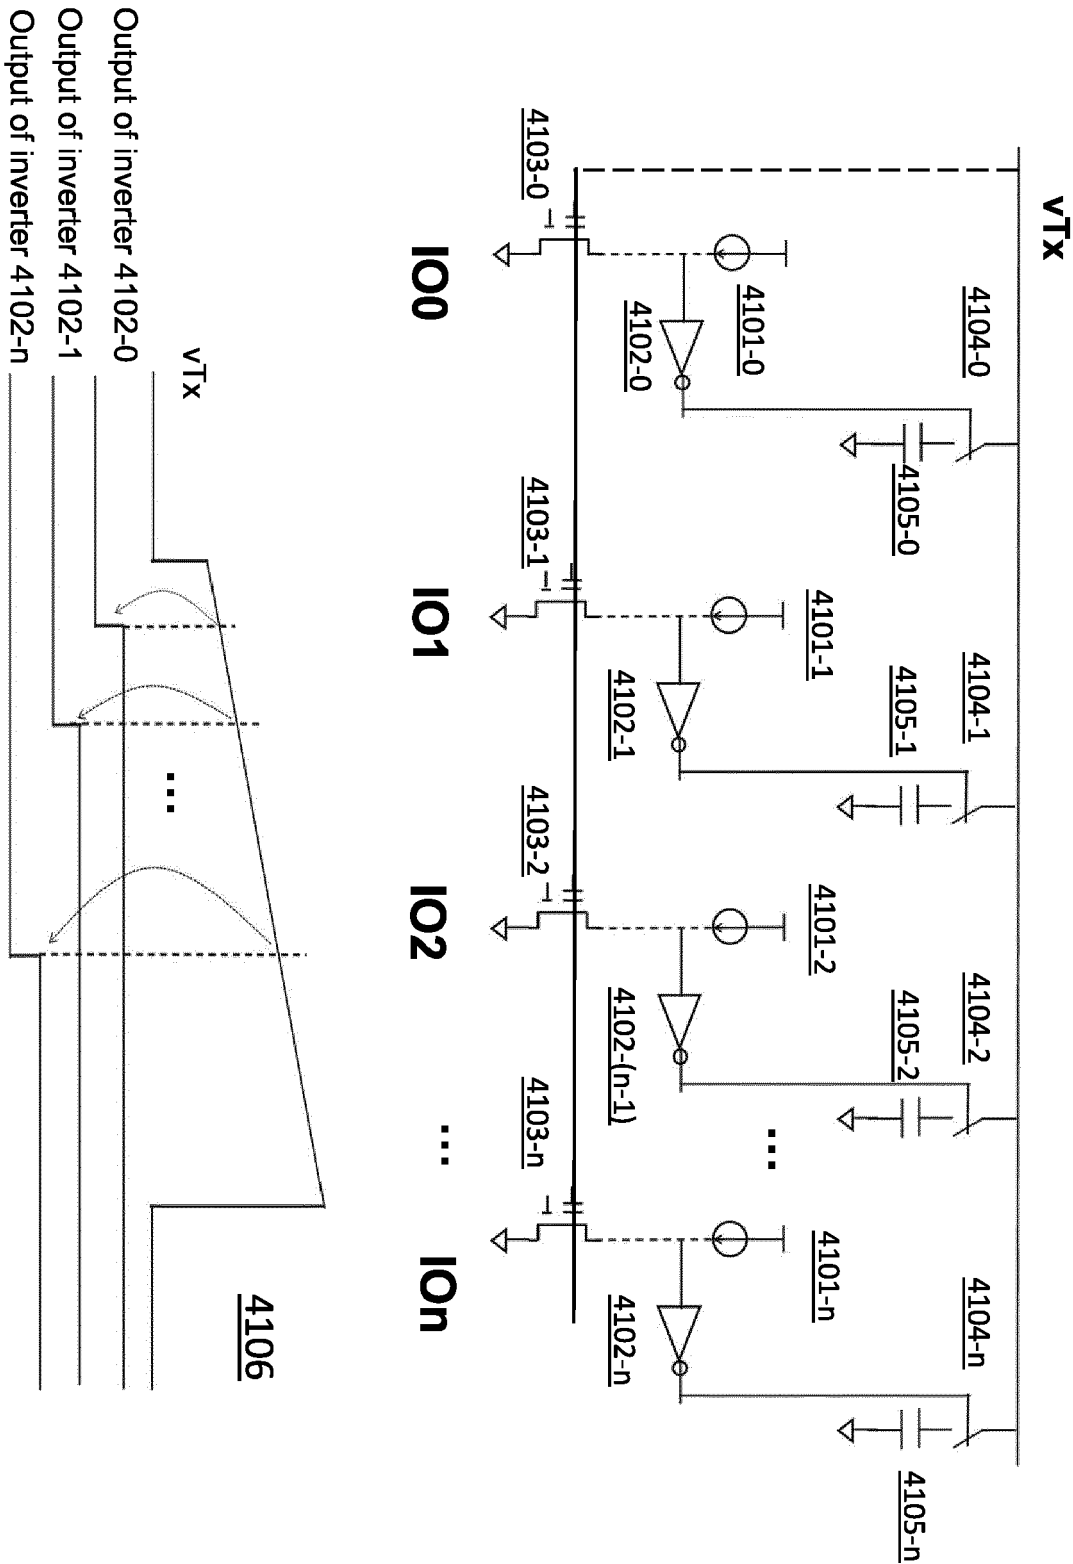 vTx
4104-0
4104-1
4104-2
4104-n
4105-0
4105-1
4105-2
4105-n
4101-0
4101-1
4101-2
4101-n
...
4102-0
4102-1
4102-(n-1)
4102-n
4103-0
4103-1
4103-2
4103-n
IO0
IO1
IO2
...
IOn
4106
vTx
...
Output of inverter 4102-0
Output of inverter 4102-1
Output of inverter 4102-n